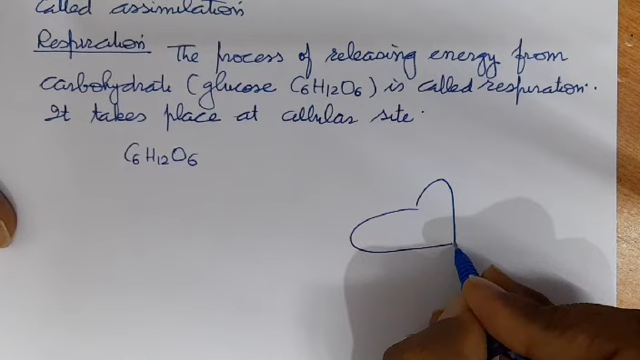 called assimilation
Respiration The process of releasing energy from
carbohydrate (glucose C6H12O6) is called respiration.
It takes place at cellular site.
C6H12O6